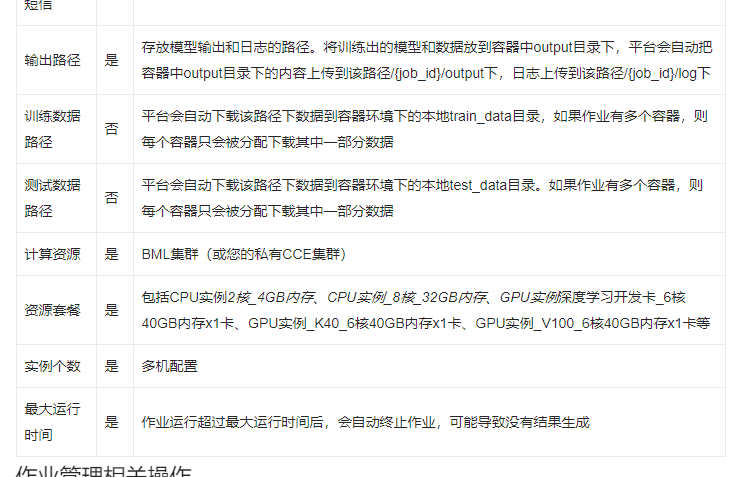 短信
输出路径
是
存放模型输出和日志的路径。将训练出的模型和数据放到容器中output目录下，平台会自动把
容器中output目录下的内容上传到该路径/{job_id}/output下，日志上传到该路径/{job_id}/log下
训练数据
路径
否
平台会自动下载该路径下数据到容器环境下的本地train_data目录，如果作业有多个容器，则
每个容器只会被分配下载其中一部分数据
测试数据
路径
否
平台会自动下载该路径下数据到容器环境下的本地test_data目录。如果作业有多个容器，则
每个容器只会被分配下载其中一部分数据
计算资源
是
BML集群（或您的私有CCE集群）
资源套餐
是
包括CPU实例2核_4GB内存、CPU实例_8核_32GB内存、GPU实例深度学习开发卡_6核
40GB内存x1卡、GPU实例_K40_6核40GB内存x1卡、GPU实例_V100_6核40GB内存x1卡等
实例个数
是
多机配置
最大运行
时间
是
作业运行超过最大运行时间后，会自动终止作业，可能导致没有结果生成
作业管理相关操作